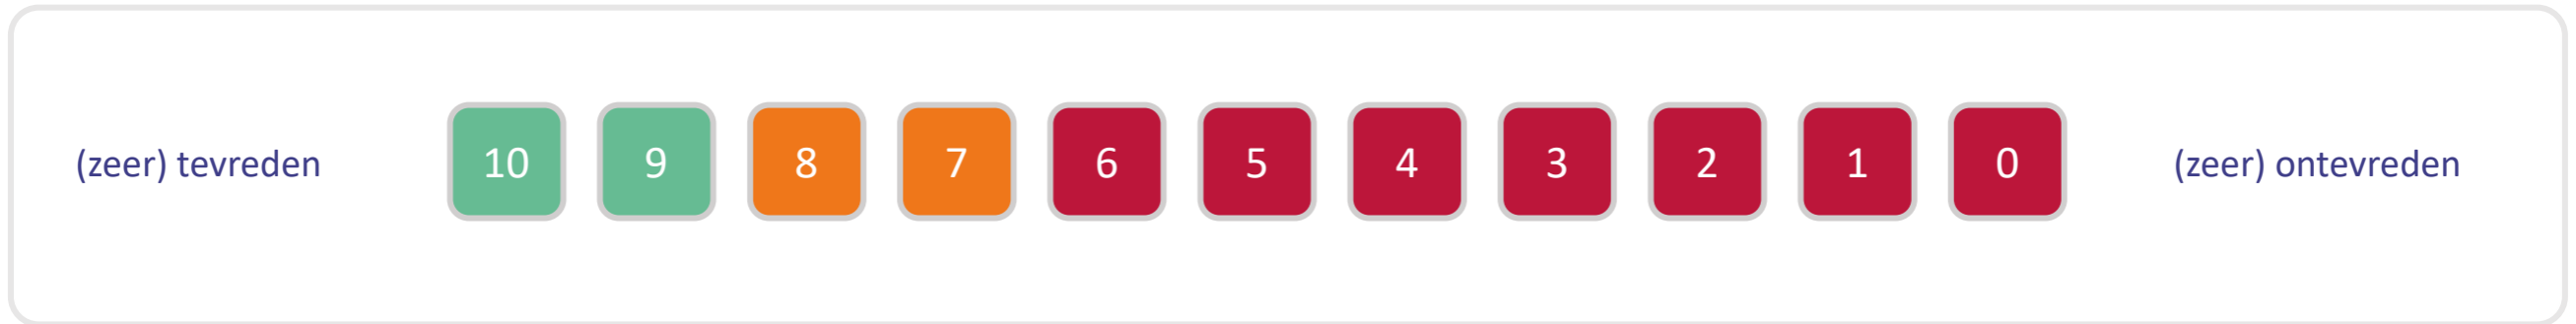 (zeer) tevreden 10 9 8 7 6 5 4 3 2 1 0 (zeer) ontevreden